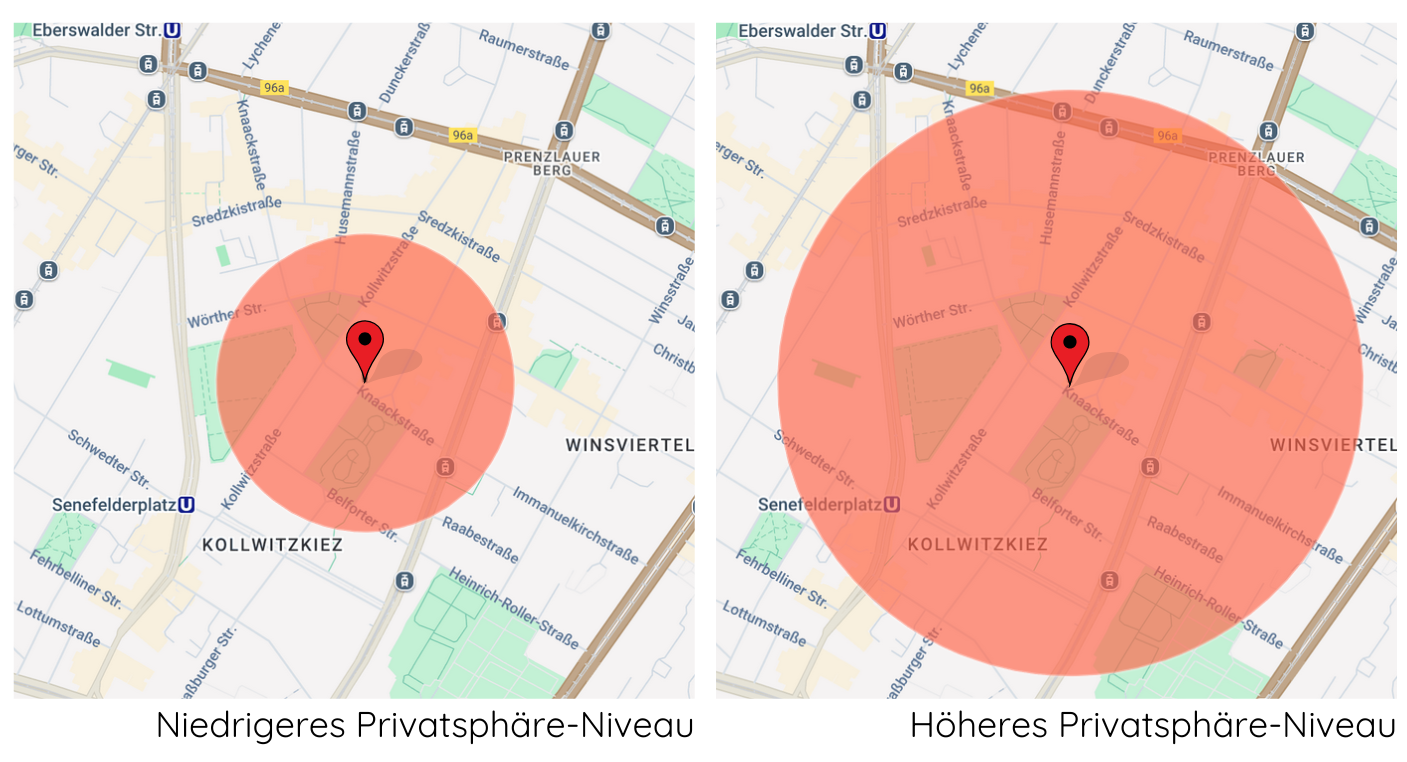 Eberswalder Str.
Lychene
Dunckerstraß
Raumerstraße
96a
Knaackstraße
Husemannstraße
96a
PRENZLAUER
BERG
rger Str.
Sredzkistraße
Sredzkistraße
Kollwitzstraße
Winsstraße
Wörther Str.
Ja
Christb
Knaackstraße
Schwedter Str.
Kollwitzstraße
WINSVIERTEL
Senefelderplatz U
Belforter Str.
Immanuelkirchstraße
KOLLWITZKIEZ
Raabestraße
Fehrbelliner Str.
Heinrich-Roller-Straße
Lottumstraße
aßburger Str.
Niedrigeres Privatsphäre-Niveau
Eberswalder Str. U
Lychene
Dunckerstraß
Raumerstraße
96a
Knaackstraße
Husemannstraße
96a
PRENZLAUER
BERG
rger Str.
Sredzkistraße
Sredzkistraße
Kollwitzstraße
Winsstraße
Wörther Str.
Ja
Christb
Knaackstraße
Schwedter Str.
Kollwitzstraße
WINSVIERTEL
Senefelderplatz U
Belforter Str.
Immanuelkirchstraße
KOLLWITZKIEZ
Raabestraße
Fehrbelliner Str.
Heinrich-Roller-Straße
Lottumstraße
aßburger Str.
Höheres Privatsphäre-Niveau